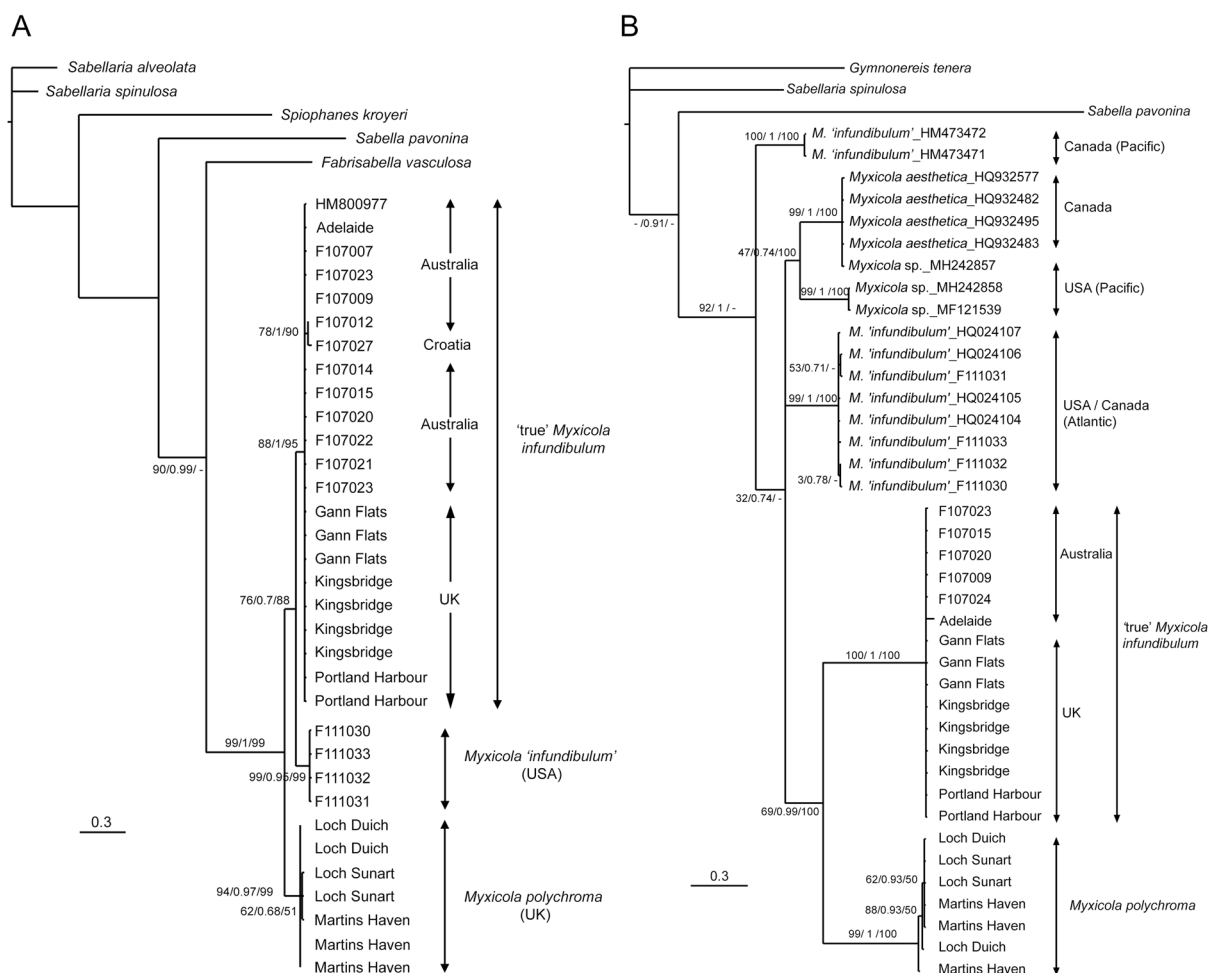 A
Sabellaria alveolata
Sabellaria spinulosa
Spiophanes kroyeri
Sabella pavonina
Fabrisabella vasculosa
HM800977
Adelaide
F107007
F107023
F107009
F107012
F107027
F107014
F107015
F107020
F107022
F107021
F107023
Gann Flats
Gann Flats
Gann Flats
Kingsbridge
Kingsbridge
Kingsbridge
Kingsbridge
Portland Harbour
Portland Harbour
F111030
F111033
F111032
F111031
Loch Duich
Loch Duich
Loch Sunart
Loch Sunart
Martins Haven
Martins Haven
Martins Haven
Australia
Croatia
Australia
UK
'true' Myxicola
infundibulum
Myxicola 'infundibulum'
(USA)
Myxicola polychroma
(UK)
78/1/90
88/1/95
90/0.99/ -
76/0.7/88
99/1/99
99/0.95/99
94/0.97/99
62/0.68/51
0.3
B
Gymnonereis tenera
Sabellaria spinulosa
Sabella pavonina
M. 'infundibulum'_HM473472
M. 'infundibulum'_HM473471
Myxicola aesthetica_HQ932577
Myxicola aesthetica_HQ932482
Myxicola aesthetica_HQ932495
Myxicola aesthetica_HQ932483
Myxicola sp._MH242857
Myxicola sp._MH242858
Myxicola sp._MF121539
M. 'infundibulum'_HQ024107
M. 'infundibulum'_HQ024106
M. 'infundibulum'_F111031
M. 'infundibulum'_HQ024105
M. 'infundibulum'_HQ024104
M. 'infundibulum'_F111033
M. 'infundibulum'_F111032
M. 'infundibulum'_F111030
F107023
F107015
F107020
F107009
F107024
Adelaide
Gann Flats
Gann Flats
Gann Flats
Kingsbridge
Kingsbridge
Kingsbridge
Kingsbridge
Portland Harbour
Portland Harbour
Loch Duich
Loch Sunart
Loch Sunart
Martins Haven
Martins Haven
Loch Duich
Martins Haven
Canada (Pacific)
Canada
USA (Pacific)
USA / Canada
(Atlantic)
Australia
UK
'true' Myxicola
infundibulum
Myxicola polychroma
100/ 1 /100
- /0.91/ -
99/ 1 /100
47/0.74/100
99/ 1 /100
92/ 1 / -
53/0.71/ -
99/ 1 /100
3/0.78/ -
32/0.74/ -
100/ 1 /100
69/0.99/100
62/0.93/50
88/0.93/50
99/ 1 /100
0.3